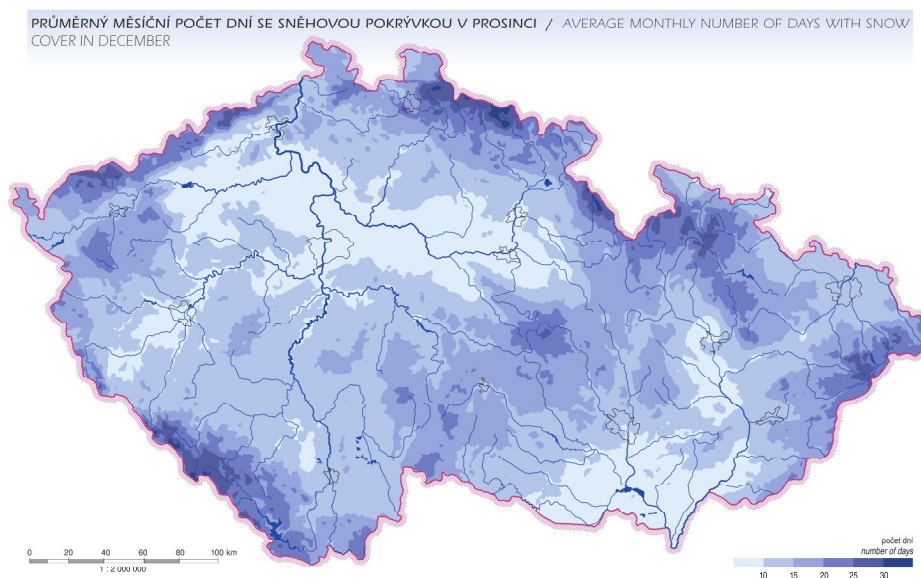 PRŮMĚRNÝ MĚSÍČNÍ POČET DNÍ SE SNĚHOVOU POKRÝVKOU V PROSINCI / AVERAGE MONTHLY NUMBER OF DAYS WITH SNOW
COVER IN DECEMBER
0 20 40 60 80 100 km
1 : 2 000 000
počet dní
number of days
10 15 20 25 30